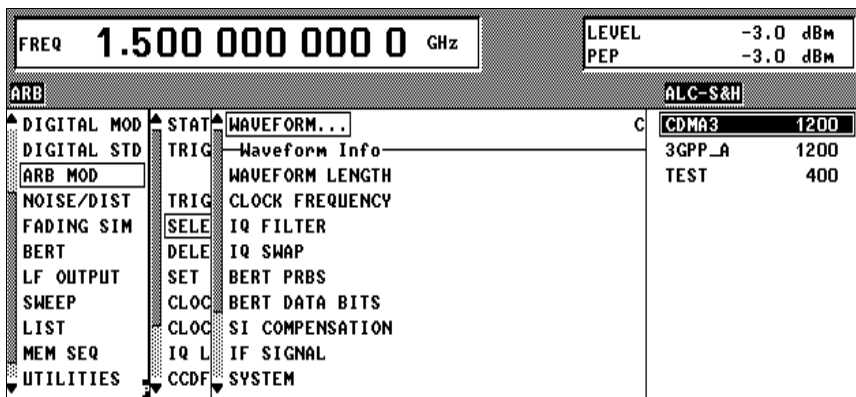 FREQ 1.500 000 000 0 GHz
LEVEL -3.0 dBm
PEP -3.0 dBm
ARB
ALC-S&H
DIGITAL MOD
DIGITAL STD
ARB MOD
NOISE/DIST
FADING SIM
BERT
LF OUTPUT
SWEEP
LIST
MEM SEQ
UTILITIES
STAT
TRIG
TRIG
SELE
DELE
SET
CLOC
CLOC
IQ L
CCDF
WAVEFORM... C
Waveform Info
WAVEFORM LENGTH
CLOCK FREQUENCY
IQ FILTER
IQ SWAP
BERT PRBS
BERT DATA BITS
SI COMPENSATION
IF SIGNAL
SYSTEM
CDMA3 1200
3GPP_A 1200
TEST 400